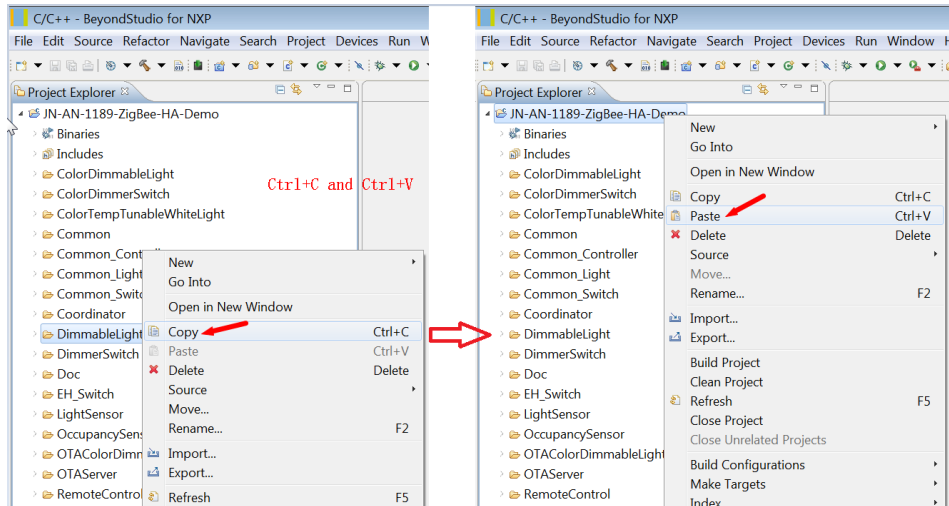 C/C++ - BeyondStudio for NXP
File Edit Source Refactor Navigate Search Project Devices Run
Project Explorer
JN-AN-1189-ZigBee-HA-Demo
Binaries
Includes
ColorDimmableLight
ColorDimmerSwitch
ColorTempTunableWhiteLight
Common
Common_Cont
Common_Light
Common_Switc
Coordinator
DimmableLight
DimmerSwitch
Doc
EH_Switch
LightSensor
OccupancySens
OTAColorDimm
OTAServer
RemoteControl
Ctrl+C and Ctrl+V
New
Go Into
Open in New Window
Copy Ctrl+C
Paste Ctrl+V
Delete Delete
Source
Move...
Rename... F2
Import...
Export...
Refresh F5
C/C++ - BeyondStudio for NXP
File Edit Source Refactor Navigate Search Project Devices Run Window
Project Explorer
JN-AN-1189-ZigBee-HA-Demo
Binaries
Includes
ColorDimmableLight
ColorDimmerSwitch
ColorTempTunableWhite
Common
Common_Controller
Common_Light
Common_Switch
Coordinator
DimmableLight
DimmerSwitch
Doc
EH_Switch
LightSensor
OccupancySensor
OTAColorDimmableLight
OTAServer
RemoteControl
New
Go Into
Open in New Window
Copy Ctrl+C
Paste Ctrl+V
Delete Delete
Source
Move...
Rename... F2
Import...
Export...
Build Project
Clean Project
Refresh F5
Close Project
Close Unrelated Projects
Build Configurations
Make Targets
Index